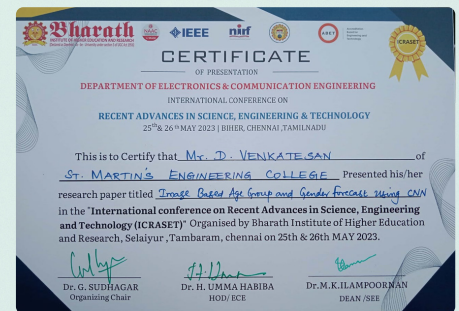 Bharath
INSTITUTE OF HIGHER EDUCATION AND RESEARCH
NAAC
IEEE
nirf
ABET
ICRASET
CERTIFICATE
OF PRESENTATION
DEPARTMENT OF ELECTRONICS & COMMUNICATION ENGINEERING
INTERNATIONAL CONFERENCE ON
RECENT ADVANCES IN SCIENCE, ENGINEERING & TECHNOLOGY
25th & 26th MAY 2023 | BIHER, CHENNAI ,TAMILNADU
This is to Certify that Mr. D. VENKATESAN of
ST. MARTIN'S ENGINEERING COLLEGE Presented his/her
research paper titled Iroase Based Age Group and Gender forecast using CNN
in the "International conference on Recent Advances in Science, Engineering
and Technology (ICRASET)" Organised by Bharath Institute of Higher Education
and Research, Selaiyur ,Tambaram, chennai on 25th & 26th MAY 2023.
Dr. G. SUDHAGAR
Organizing Chair
Dr. H. UMMA HABIBA
HOD/ ECE
Dr.M.K.ILAMPOORNAN
DEAN /SEE